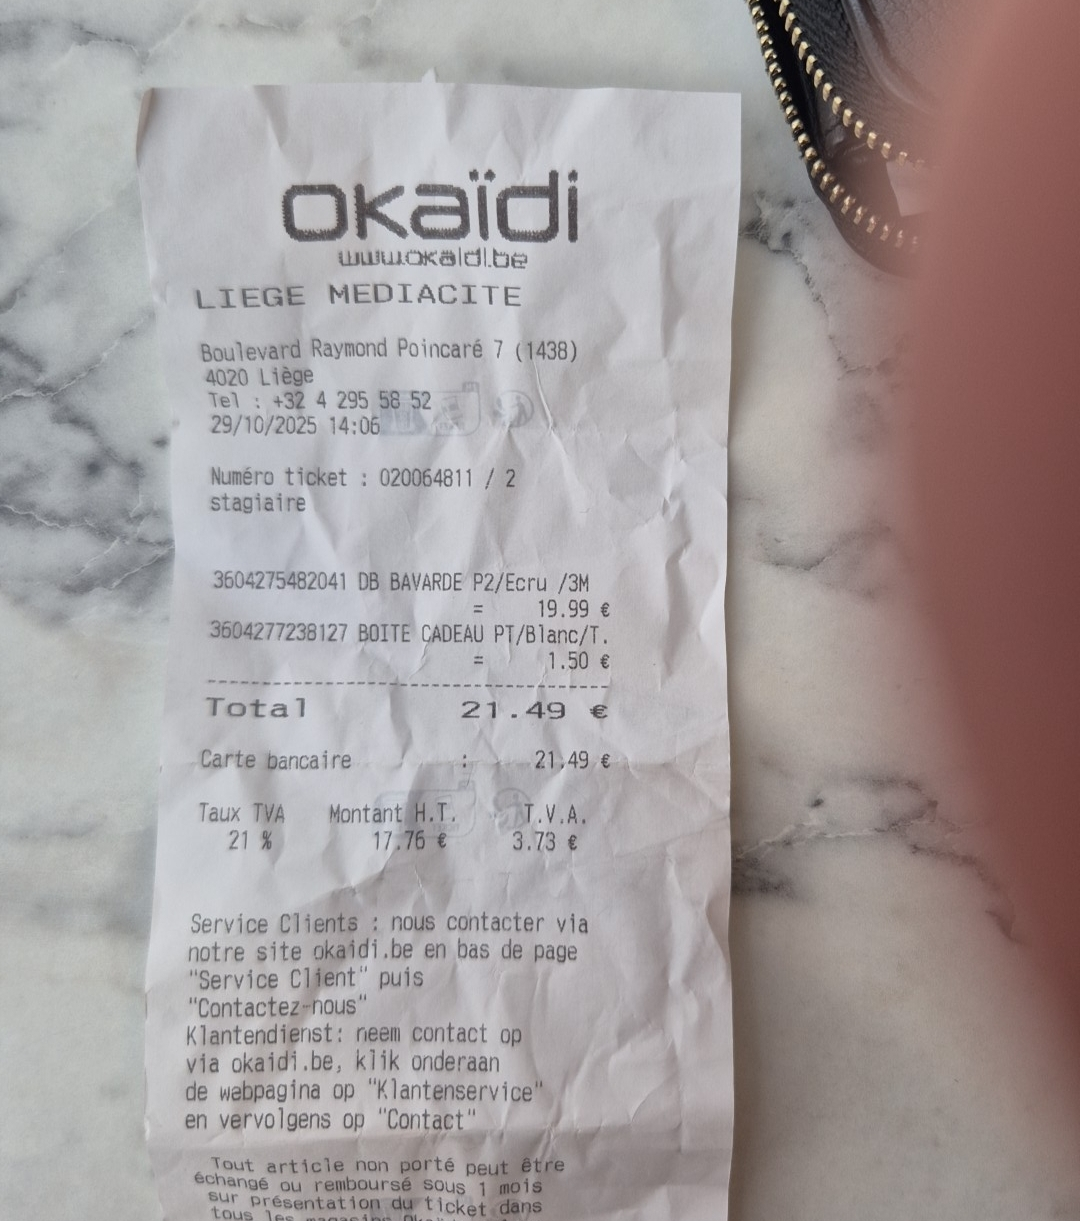 okaïdi
www.okaidi.be
LIEGE MEDIACITE
Boulevard Raymond Poincaré 7 (1438)
4020 Liège
Tel : +32 4 295 58 52
29/10/2025 14:06
Numéro ticket : 020064811 / 2
stagiaire
3604275482041 DB BAVARDE P2/Ecru /3M
= 19.99 €
3604277238127 BOITE CADEAU PT/Blanc/T.
= 1.50 €
Total 21.49 €
Carte bancaire : 21.49 €
Taux TVA Montant H.T. T.V.A.
21 % 17.76 € 3.73 €
Service Clients : nous contacter via
notre site okaidi.be en bas de page
"Service Client" puis
"Contactez-nous"
Klantendienst: neem contact op
via okaidi.be, klik onderaan
de webpagina op "Klantenservice"
en vervolgens op "Contact"
Tout article non porté peut être
échangé ou remboursé sous 1 mois
sur présentation du ticket dans
tous les magasins